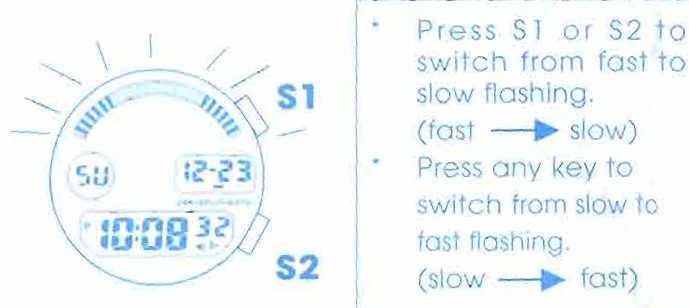 S1
SU
12-23
P 10:08 32
S2
* Press S1 or S2 to
switch from fast to
slow flashing.
(fast → slow)
* Press any key to
switch from slow to
fast flashing.
(slow → fast)